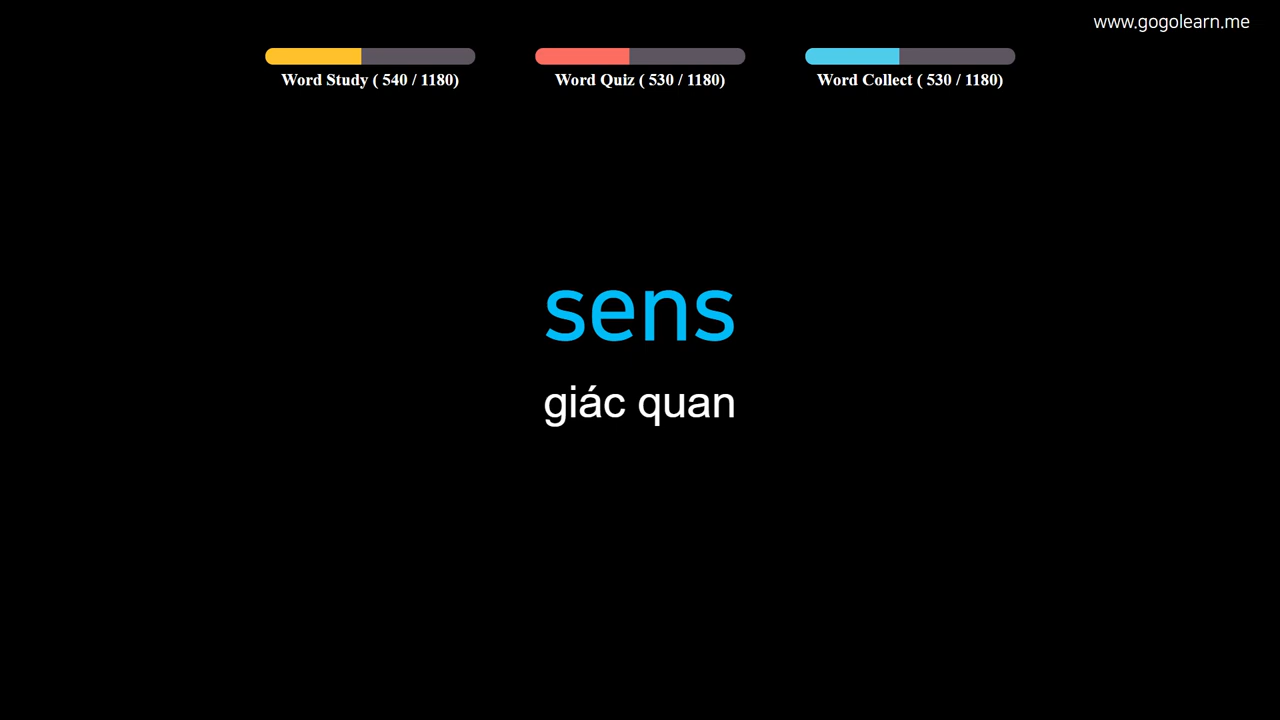 www.gogolearn.me
Word Study ( 540 / 1180)
Word Quiz ( 530 / 1180)
Word Collect ( 530 / 1180)
sens
giác quan